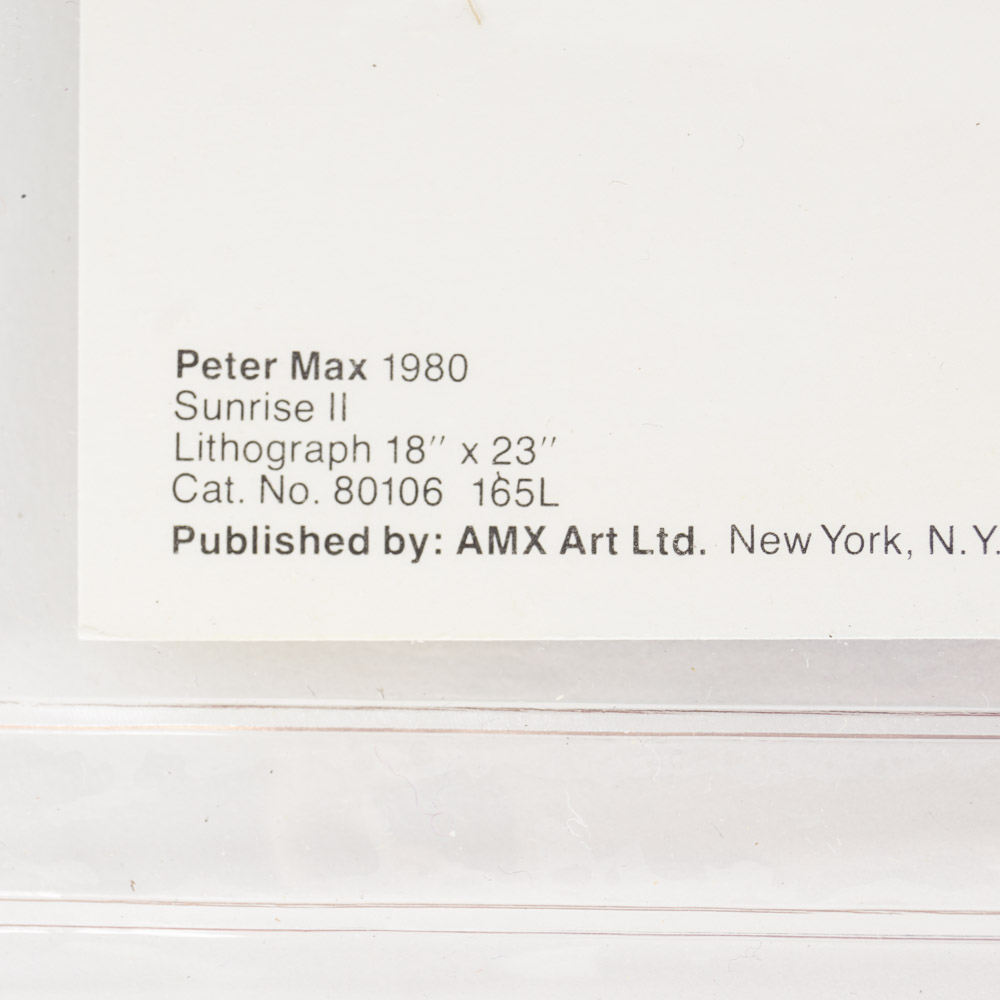 Peter Max 1980
Sunrise II
Lithograph 18" x 23"
Cat. No. 80106 165L
Published by: AMX Art Ltd. New York, N.Y.